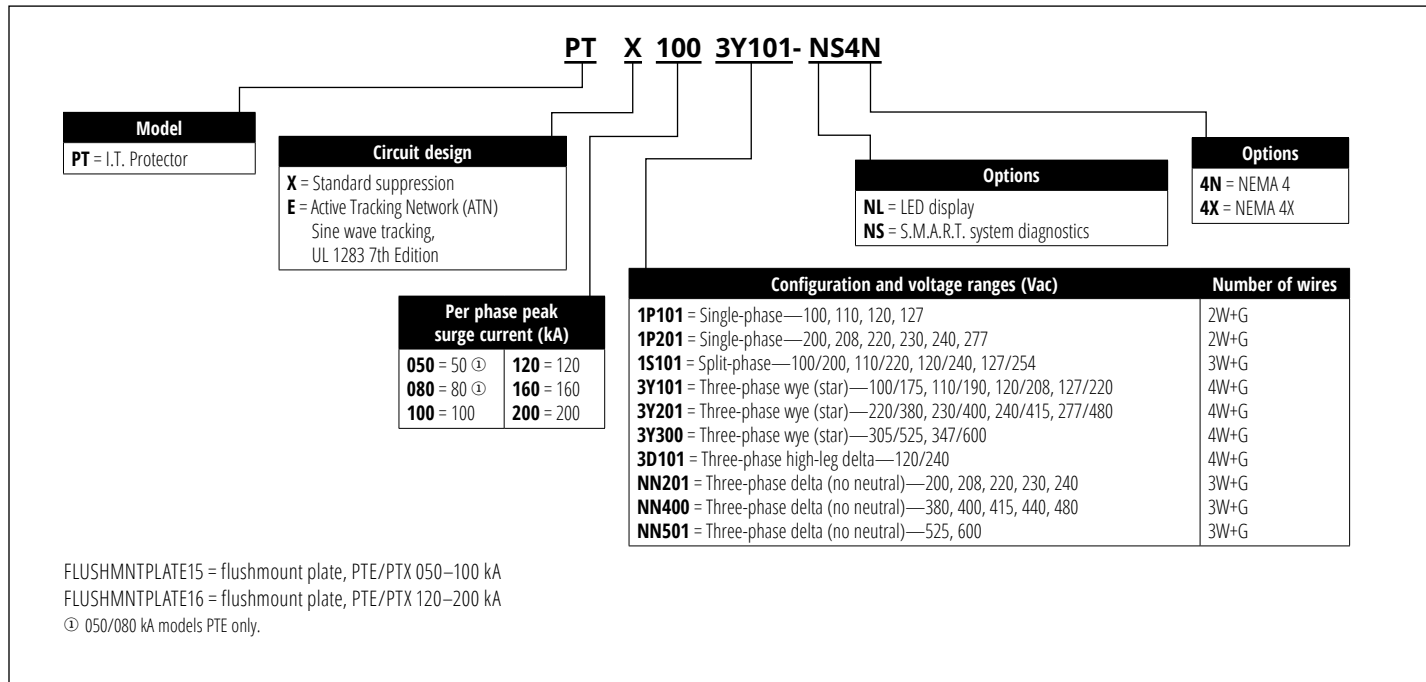 PT X 100 3Y101- NS4N
Model
PT = I.T. Protector
Circuit design
X = Standard suppression
E = Active Tracking Network (ATN)
Sine wave tracking,
UL 1283 7th Edition
Per phase peak
surge current (kA)
050 = 50 ① 120 = 120
080 = 80 ① 160 = 160
100 = 100 200 = 200
Options
NL = LED display
NS = S.M.A.R.T. system diagnostics
Options
4N = NEMA 4
4X = NEMA 4X
Configuration and voltage ranges (Vac) Number of wires
1P101 = Single-phase—100, 110, 120, 127 2W+G
1P201 = Single-phase—200, 208, 220, 230, 240, 277 2W+G
1S101 = Split-phase—100/200, 110/220, 120/240, 127/254 3W+G
3Y101 = Three-phase wye (star)—100/175, 110/190, 120/208, 127/220 4W+G
3Y201 = Three-phase wye (star)—220/380, 230/400, 240/415, 277/480 4W+G
3Y300 = Three-phase wye (star)—305/525, 347/600 4W+G
3D101 = Three-phase high-leg delta—120/240 4W+G
NN201 = Three-phase delta (no neutral)—200, 208, 220, 230, 240 3W+G
NN400 = Three-phase delta (no neutral)—380, 400, 415, 440, 480 3W+G
NN501 = Three-phase delta (no neutral)—525, 600 3W+G
FLUSHMNTPLATE15 = flushmount plate, PTE/PTX 050–100 kA
FLUSHMNTPLATE16 = flushmount plate, PTE/PTX 120–200 kA
① 050/080 kA models PTE only.